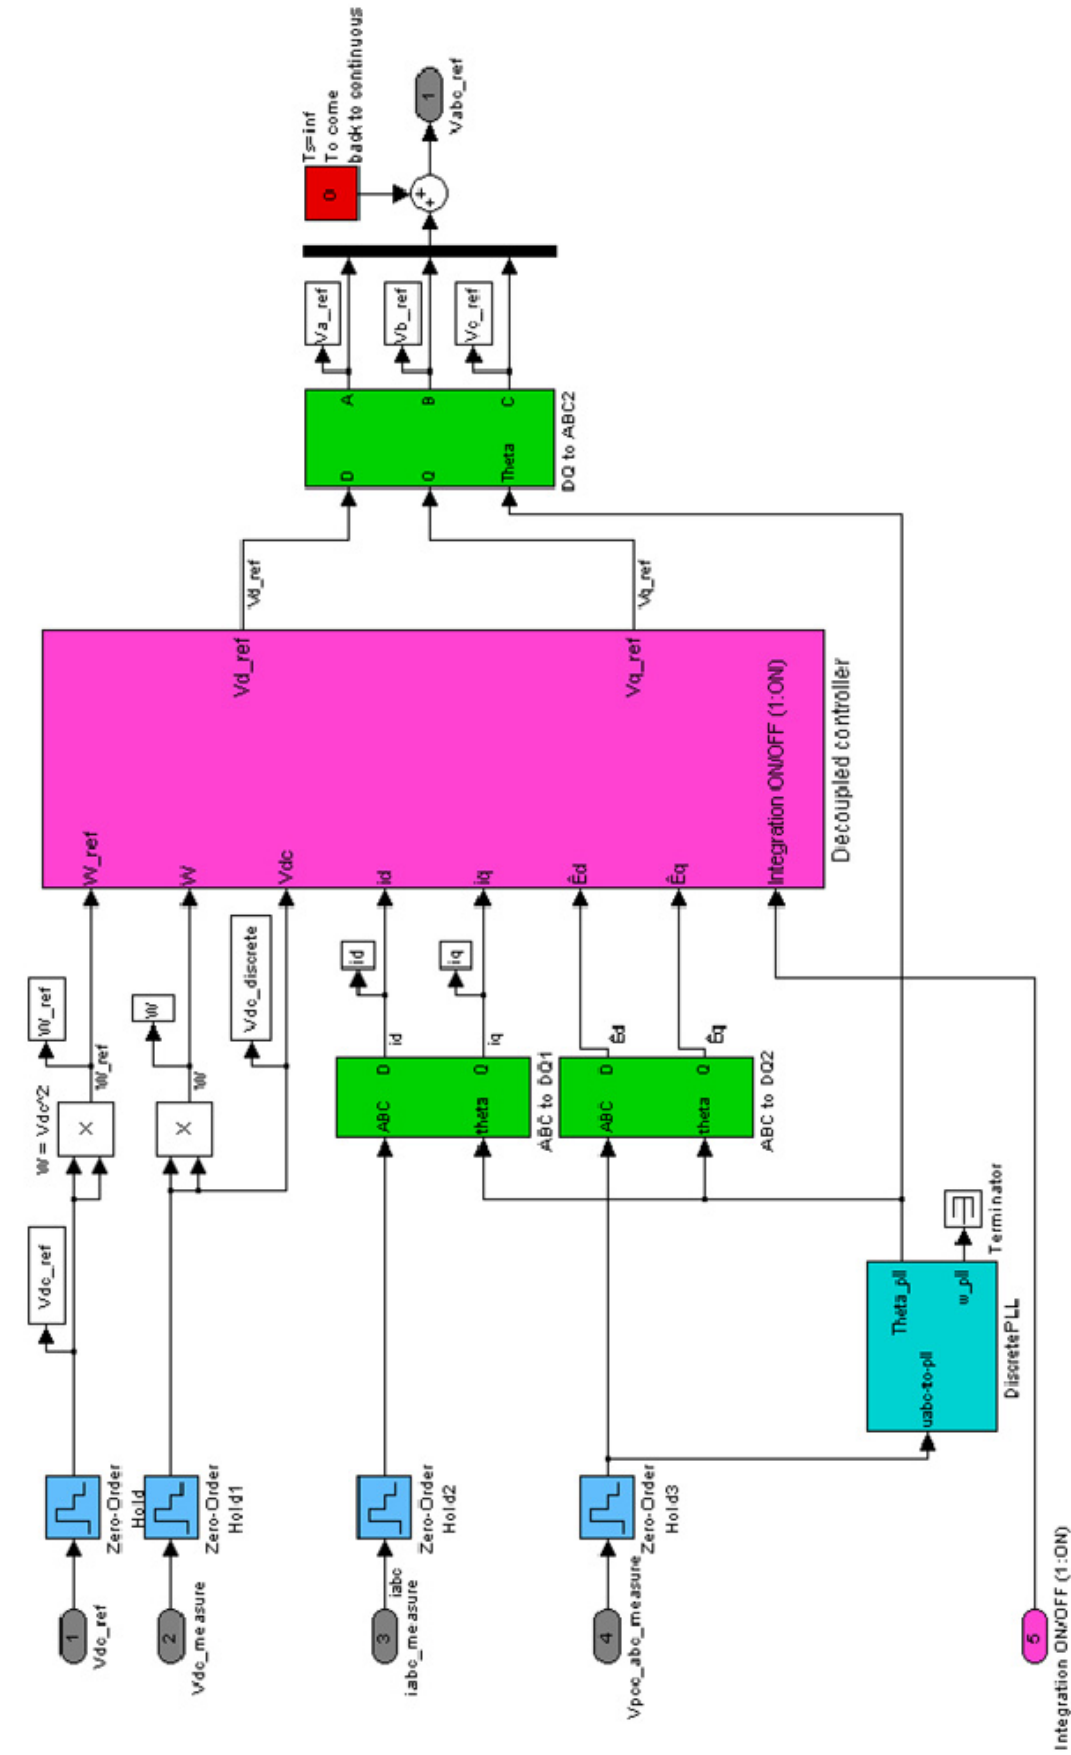 1
Vdc_ref
Zero-Order
Hold
Vdc_ref
W = Vdc^2
×
W_ref
W_ref
W_ref
2
Vdc_measure
Zero-Order
Hold1
×
W
W
W
Vdc_discrete
Vdc
3
iabc_measure
iabc
Zero-Order
Hold2
ABC
theta
D
Q
ABC to DQ1
id
id
id
iq
iq
iq
4
Vpcc_abc_measure
Zero-Order
Hold3
ABC
theta
D
Q
ABC to DQ2
Êd
Êd
Êq
Êq
uabc-to-pll
Theta_pll
w_pll
Discrete PLL
Terminator
5
Integration ON/OFF (1:ON)
Integration ON/OFF (1:ON)
Decoupled controller
Vd_ref
Vd_ref
Vq_ref
Vq_ref
D
Q
Theta
A
B
C
DQ to ABC2
Va_ref
Vb_ref
Vc_ref
0
Ts=inf
To come
back to continuous
+
+
1
Vabc_ref